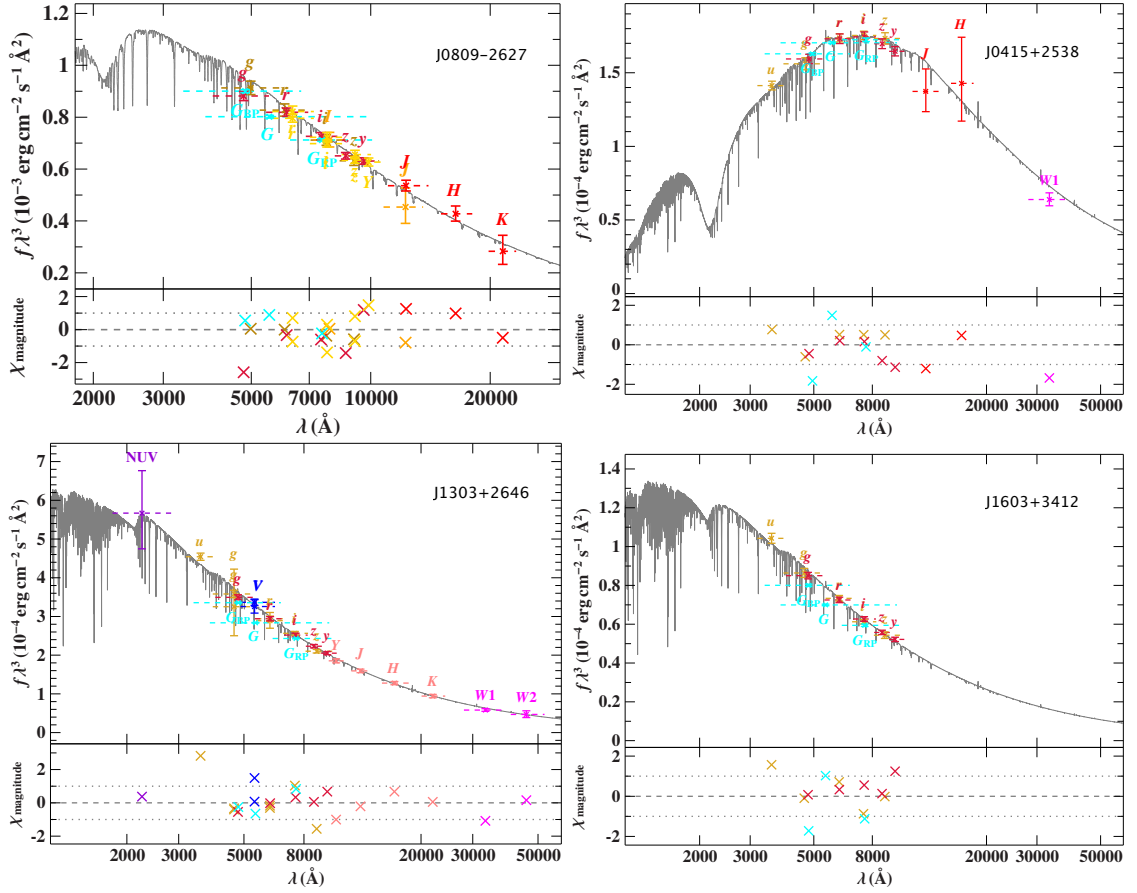 J0809−2627
fλ³ (10⁻³ erg cm⁻² s⁻¹ Å²)
1.2
1
0.8
0.6
0.4
0.2
g
g
r
G_BP
G
i
G_RP
z
y
Y
J
J
H
K
χ_magnitude
2
0
-2
2000 3000 5000 7000 10000 20000
λ (Å)
J0415+2538
fλ³ (10⁻⁴ erg cm⁻² s⁻¹ Å²)
1.5
1
0.5
0
u
g
G_BP
r
G
i
G_RP
z
z
y
J
H
W1
χ_magnitude
2
0
-2
2000 3000 5000 8000 20000 50000
λ (Å)
J1303+2646
fλ³ (10⁻⁴ erg cm⁻² s⁻¹ Å²)
7
6
5
4
3
2
1
0
NUV
u
g
g
G_BP
V
G
r
i
G_RP
z
y
Y
J
H
K
W1
W2
χ_magnitude
2
0
-2
2000 3000 5000 8000 20000 50000
λ (Å)
J1603+3412
fλ³ (10⁻⁴ erg cm⁻² s⁻¹ Å²)
1.4
1.2
1
0.8
0.6
0.4
0.2
0
u
g
g
G_BP
r
G
i
G_RP
z
y
χ_magnitude
2
0
-2
2000 3000 5000 8000 20000 50000
λ (Å)